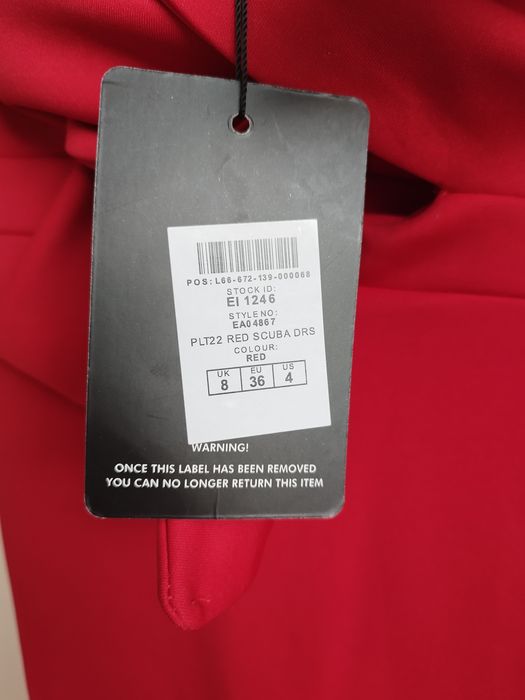 POS: L66-672-139-000068
STOCK ID:
EI 1246
STYLE NO:
EA04867
PLT22 RED SCUBA DRS
COLOUR:
RED
UK EU US
8 36 4
WARNING!
ONCE THIS LABEL HAS BEEN REMOVED
YOU CAN NO LONGER RETURN THIS ITEM